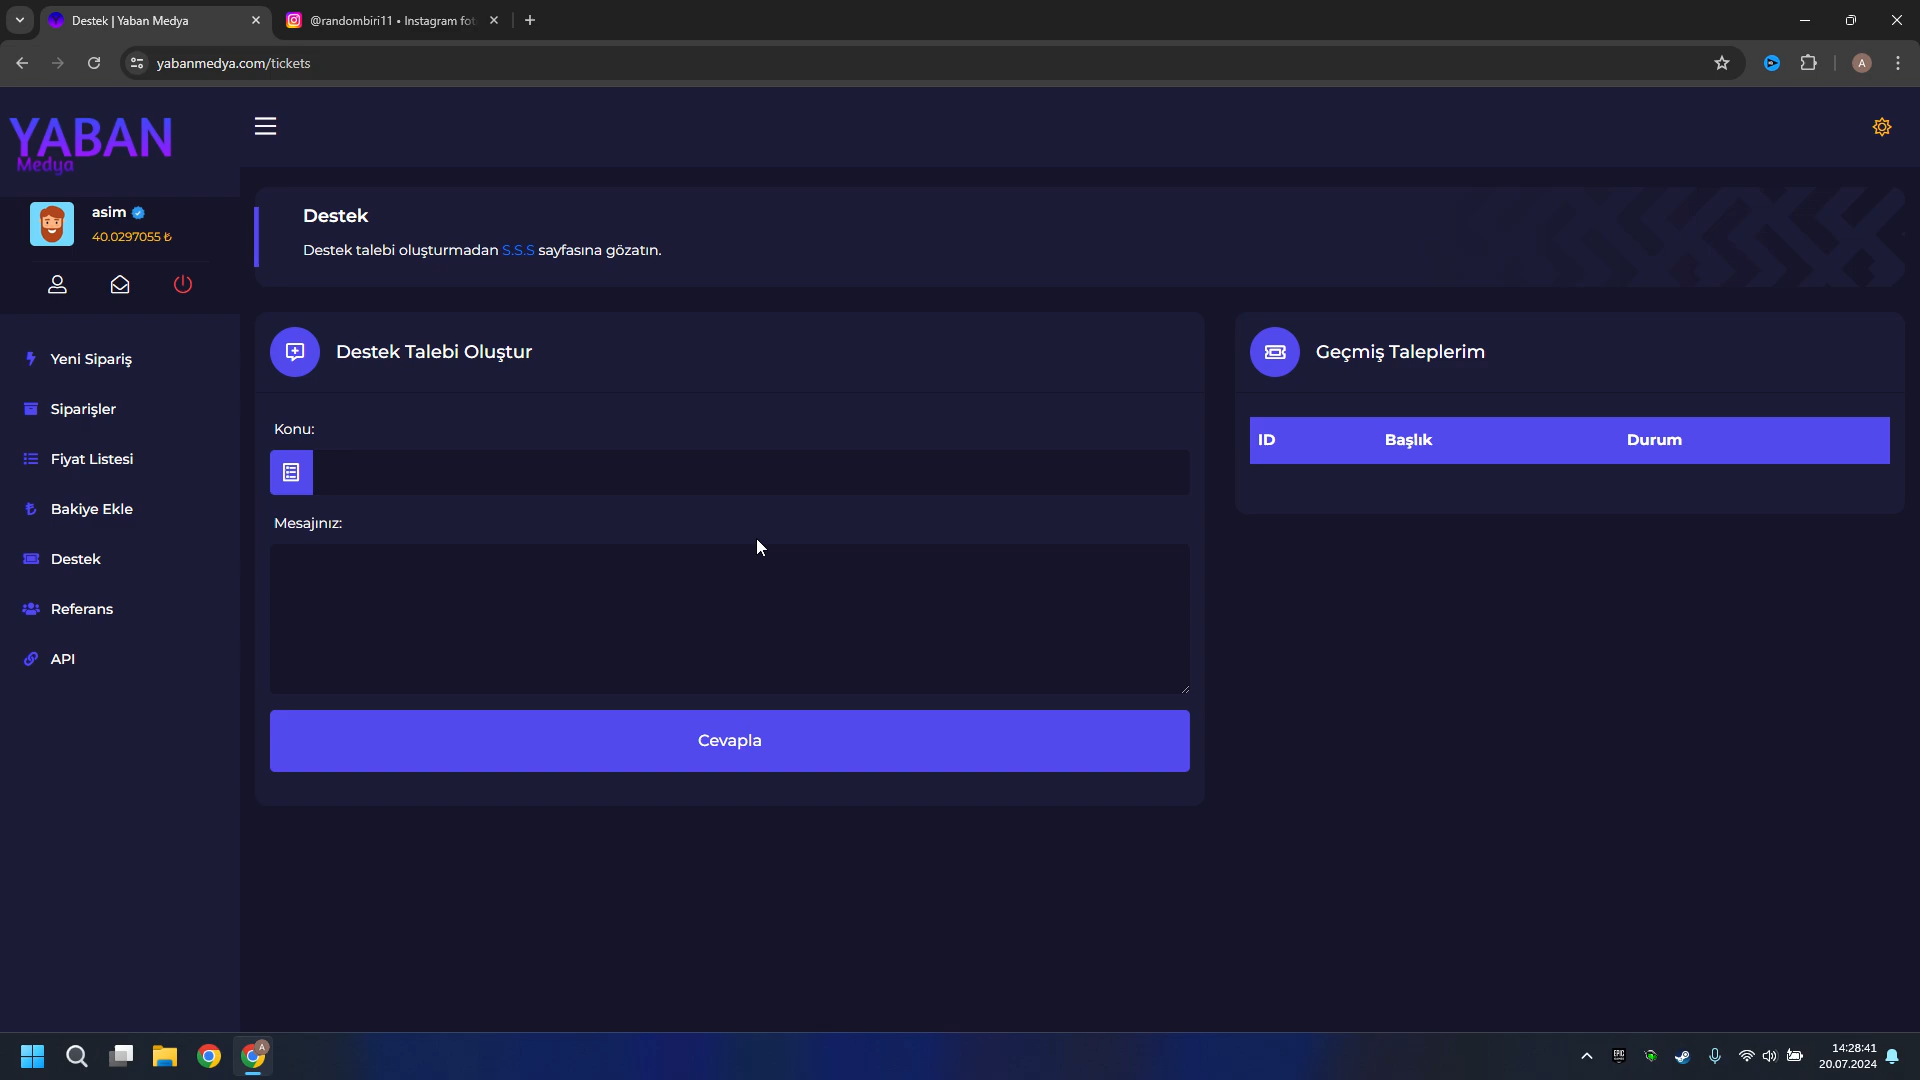 Destek | Yaban Medya
@randombiri11 • Instagram fot
yabanmedya.com/tickets
A
YABAN
Medya
asim
40.0297055 ₺
Destek
Destek talebi oluşturmadan S.S.S sayfasına gözatın.
Yeni Sipariş
Siparişler
Fiyat Listesi
Bakiye Ekle
Destek
Referans
API
Destek Talebi Oluştur
Konu:
Mesajınız:
Cevapla
Geçmiş Taleplerim
ID Başlık Durum
A
EPIC
14:28:41
20.07.2024